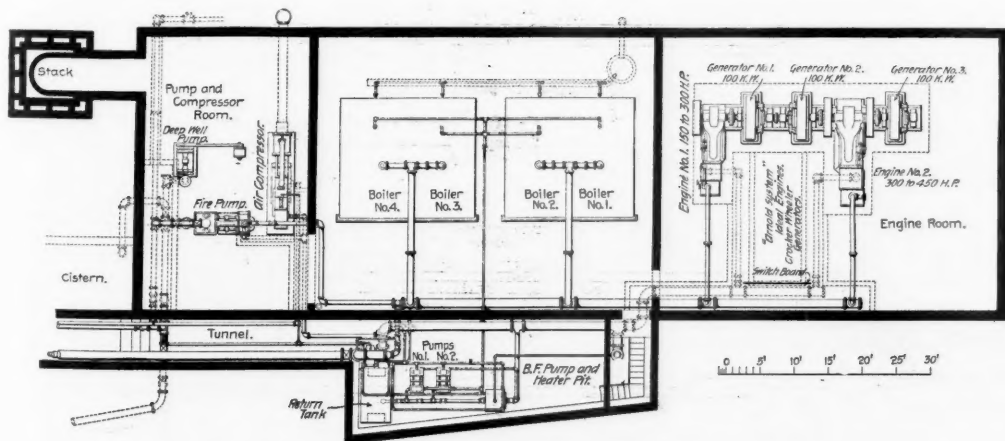 Stack
Pump and
Compressor
Room.
Deep Well
Pump.
Air Compressor
Fire Pump.
Cistern.
Boiler
No.4.
Boiler
No.3.
Boiler
No.2.
Boiler
No.1.
Engine No.1. 150 to 300 H.P.
Generator No.1.
100 K.W.
Generator No.2.
100 K.W.
Generator No.3.
100 K.W.
Engine No.2.
300 to 450 H.P.
"Arnold System"
Ideal Engines.
Crocker Wheeler
Generators.
Switch Board
Engine Room.
Tunnel.
Pumps
No.1. No.2.
B.F. Pump and
Heater Pit.
Return
Tank
0 5' 10' 15' 20' 25' 30'